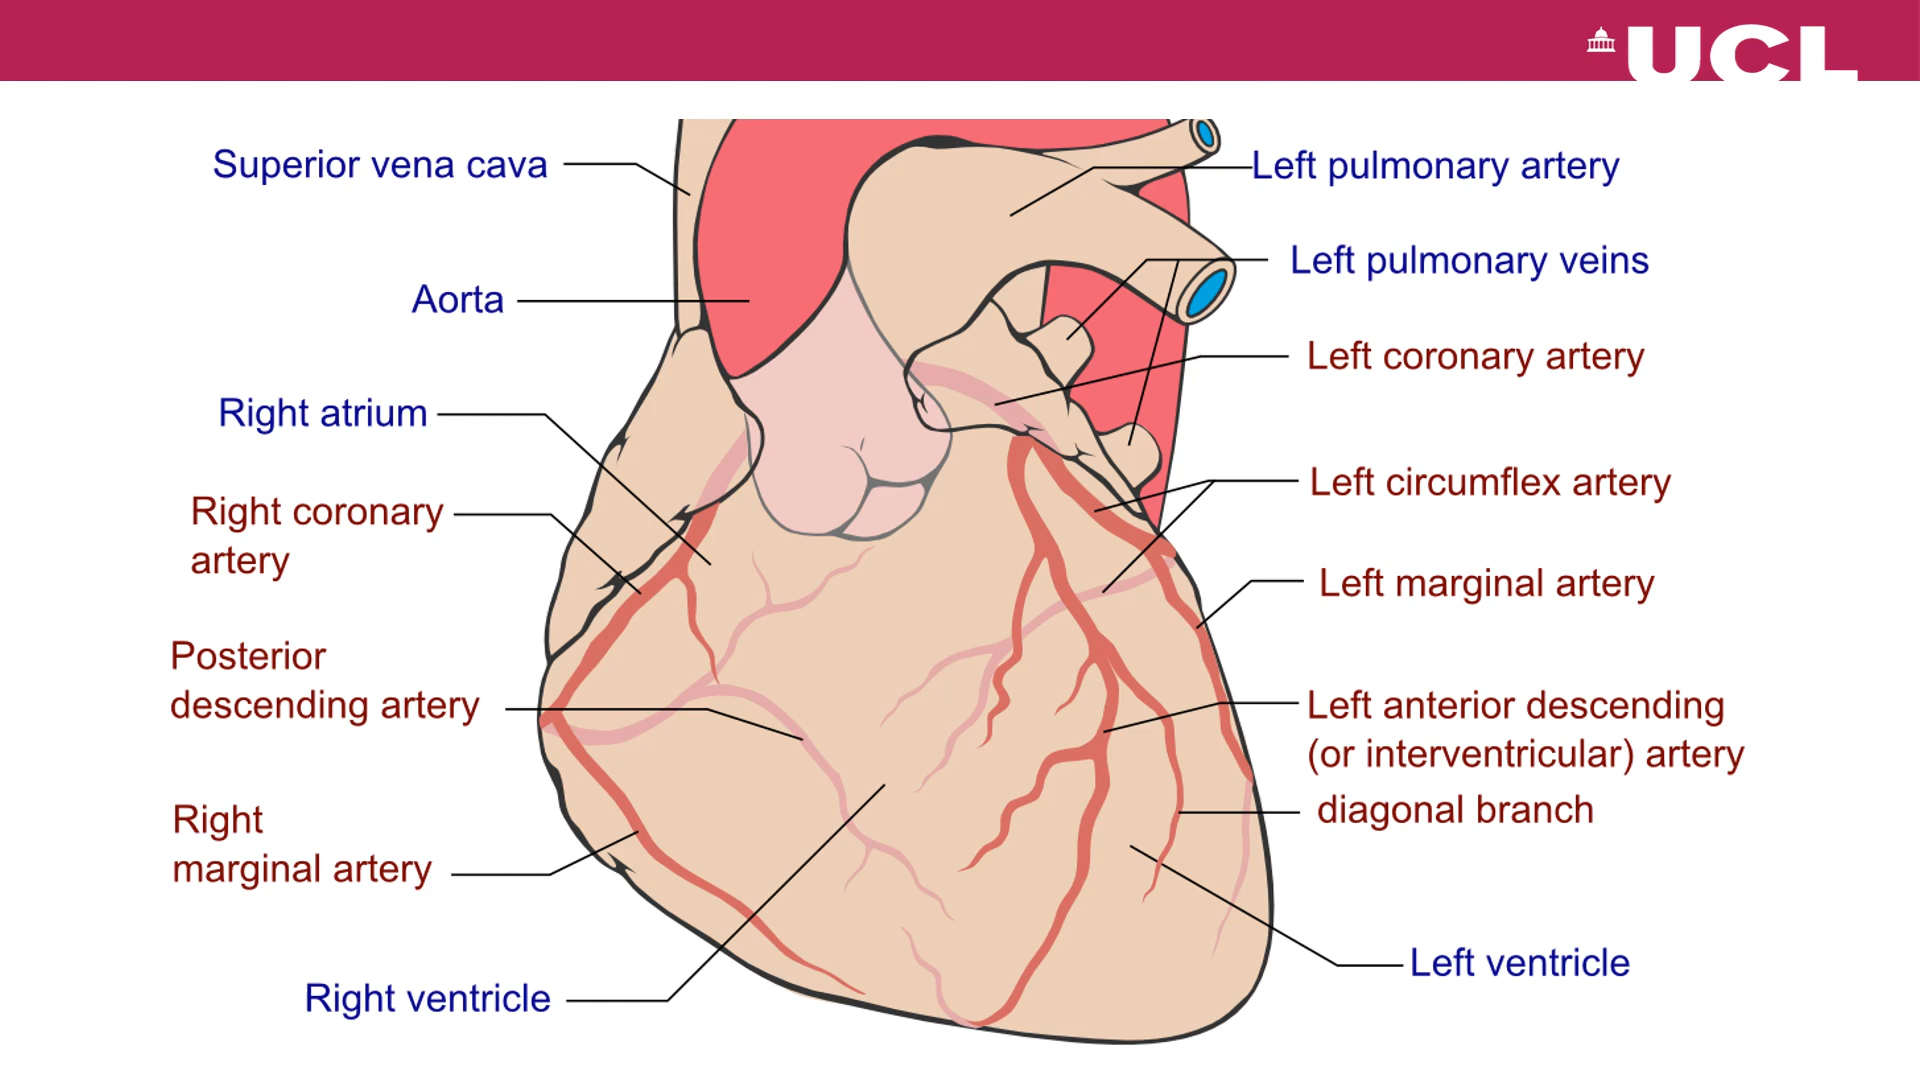 UCL
Superior vena cava
Aorta
Right atrium
Right coronary
artery
Posterior
descending artery
Right
marginal artery
Right ventricle
Left pulmonary artery
Left pulmonary veins
Left coronary artery
Left circumflex artery
Left marginal artery
Left anterior descending
(or interventricular) artery
diagonal branch
Left ventricle